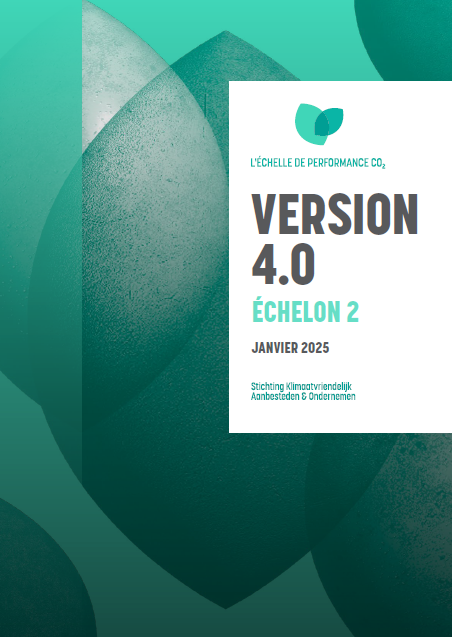 L'ÉCHELLE DE PERFORMANCE CO₂
VERSION
4.0
ÉCHELON 2
JANVIER 2025
Stichting Klimaatvriendelijk
Aanbesteden & Ondernemen